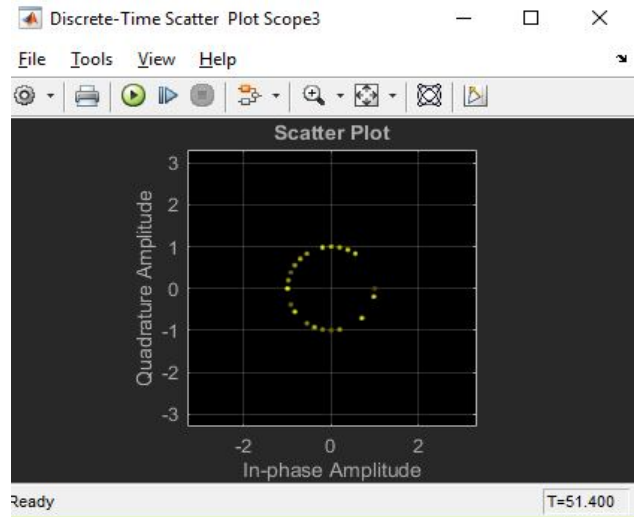 Discrete-Time Scatter Plot Scope3
File Tools View Help
Scatter Plot
Quadrature Amplitude
3
2
1
0
-1
-2
-3
-2 0 2
In-phase Amplitude
Ready T=51.400